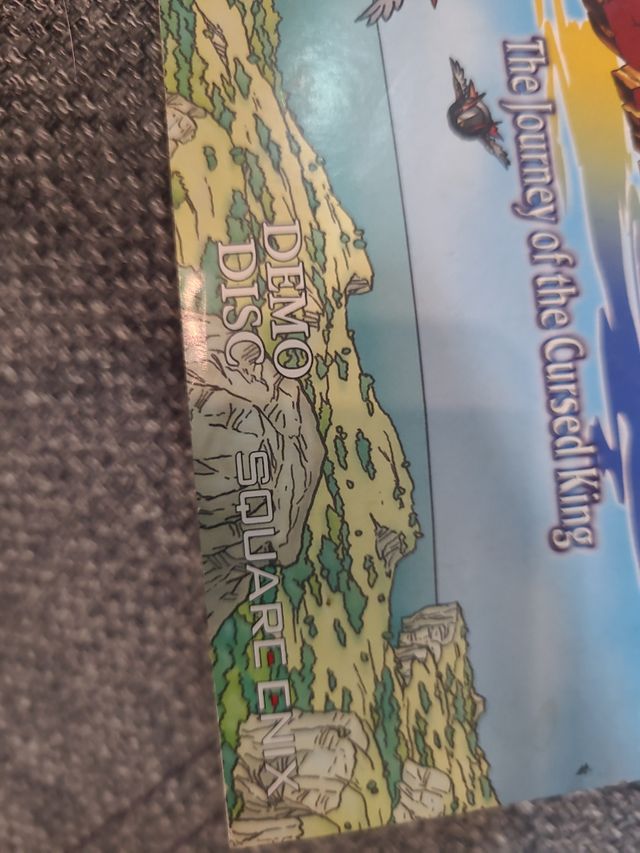 The Journey of the Cursed King
DEMO
DISC
SQUARE ENIX